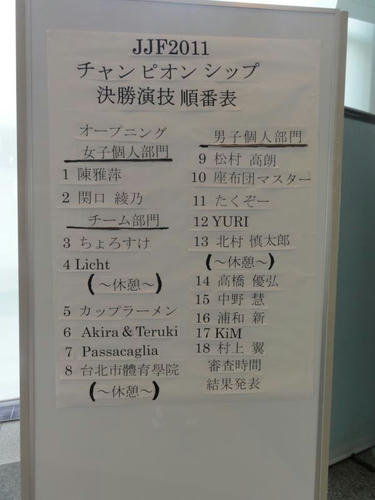 JJF2011
チャンピオンシップ
決勝演技 順番表
オープニング
女子個人部門
1 陳雅萍
2 関口 綾乃
チーム部門
3 ちょろすけ
4 Licht
(～休憩～)
5 カップラーメン
6 Akira & Teruki
7 Passacaglia
8 台北市體育學院
(～休憩～)
男子個人部門
9 松村 高朗
10 座布団マスター
11 たくぞー
12 YURI
13 北村 慎太郎
(～休憩～)
14 高橋 優弘
15 中野 慧
16 浦和 新
17 KiM
18 村上 翼
審査時間
結果発表